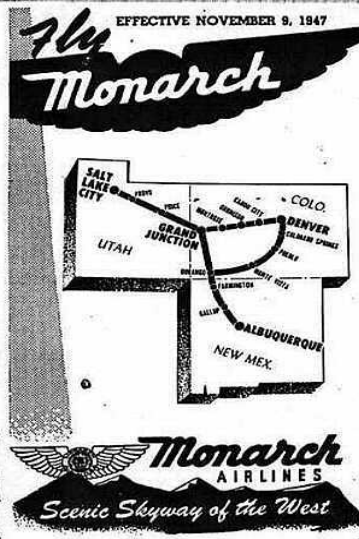 EFFECTIVE NOVEMBER 9, 1947
Fly
Monarch
SALT
LAKE
CITY
PROVO
PRICE
GRAND
JUNCTION
MONTROSE
GUNNISON
CANON CITY
COLO.
DENVER
COLORADO SPRINGS
PUEBLO
MONTE VISTA
DURANGO
FARMINGTON
GALLUP
ALBUQUERQUE
UTAH
NEW MEX.
Monarch
AIRLINES
Scenic Skyway of the West